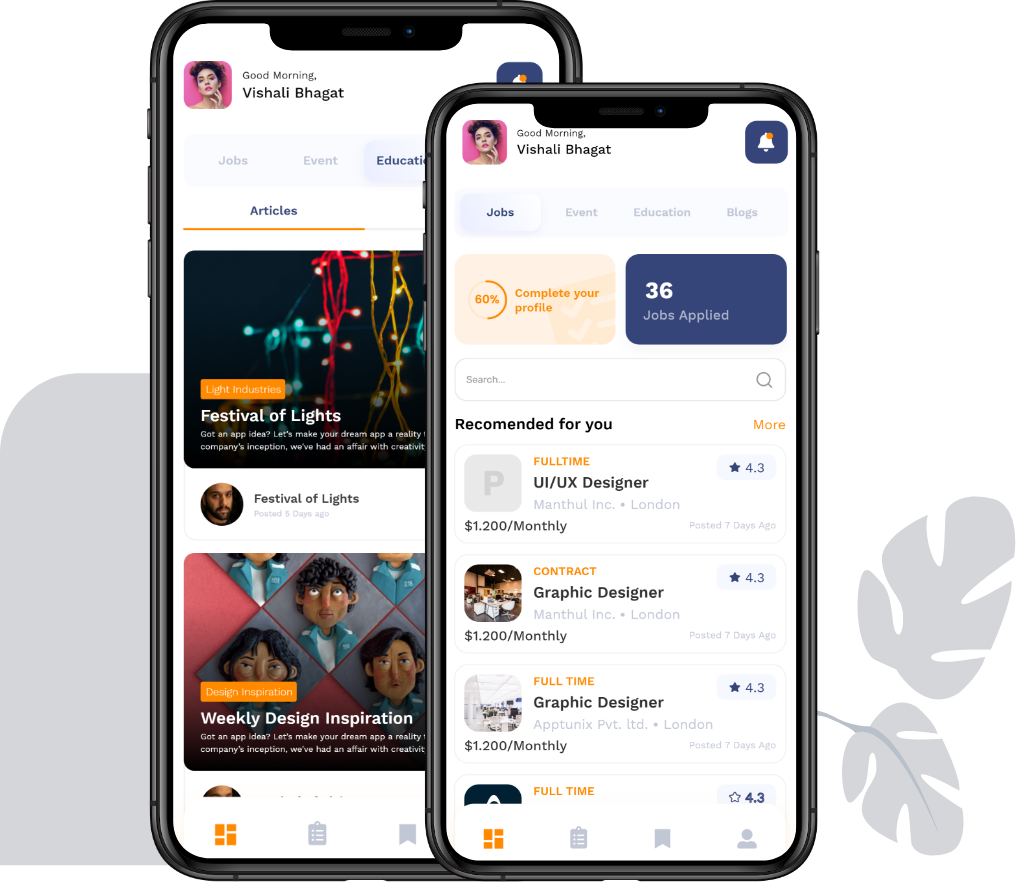 Good Morning,
Vishali Bhagat
Jobs
Event
Articles
Light Industries
Festival of Lights
Got an app idea? Let's make your dream app a reality
company's inception, we've had an affair with creativit
Festival of Lights
Posted 5 Days ago
Design Inspiration
Weekly Design Inspiration
Got an app idea? Let's make your dream app a reality
company's inception, we've had an affair with creativit
Good Morning,
Vishali Bhagat
Jobs
Event
Education
Blogs
60%
Complete your
profile
36
Jobs Applied
Search...
Recomended for you
More
P
FULLTIME
4.3
UI/UX Designer
Manthul Inc. • London
$1.200/Monthly
Posted 7 Days Ago
CONTRACT
4.3
Graphic Designer
Manthul Inc. • London
$1.200/Monthly
Posted 7 Days Ago
FULL TIME
4.3
Graphic Designer
Apptunix Pvt. ltd. • London
$1.200/Monthly
Posted 7 Days Ago
FULL TIME
4.3